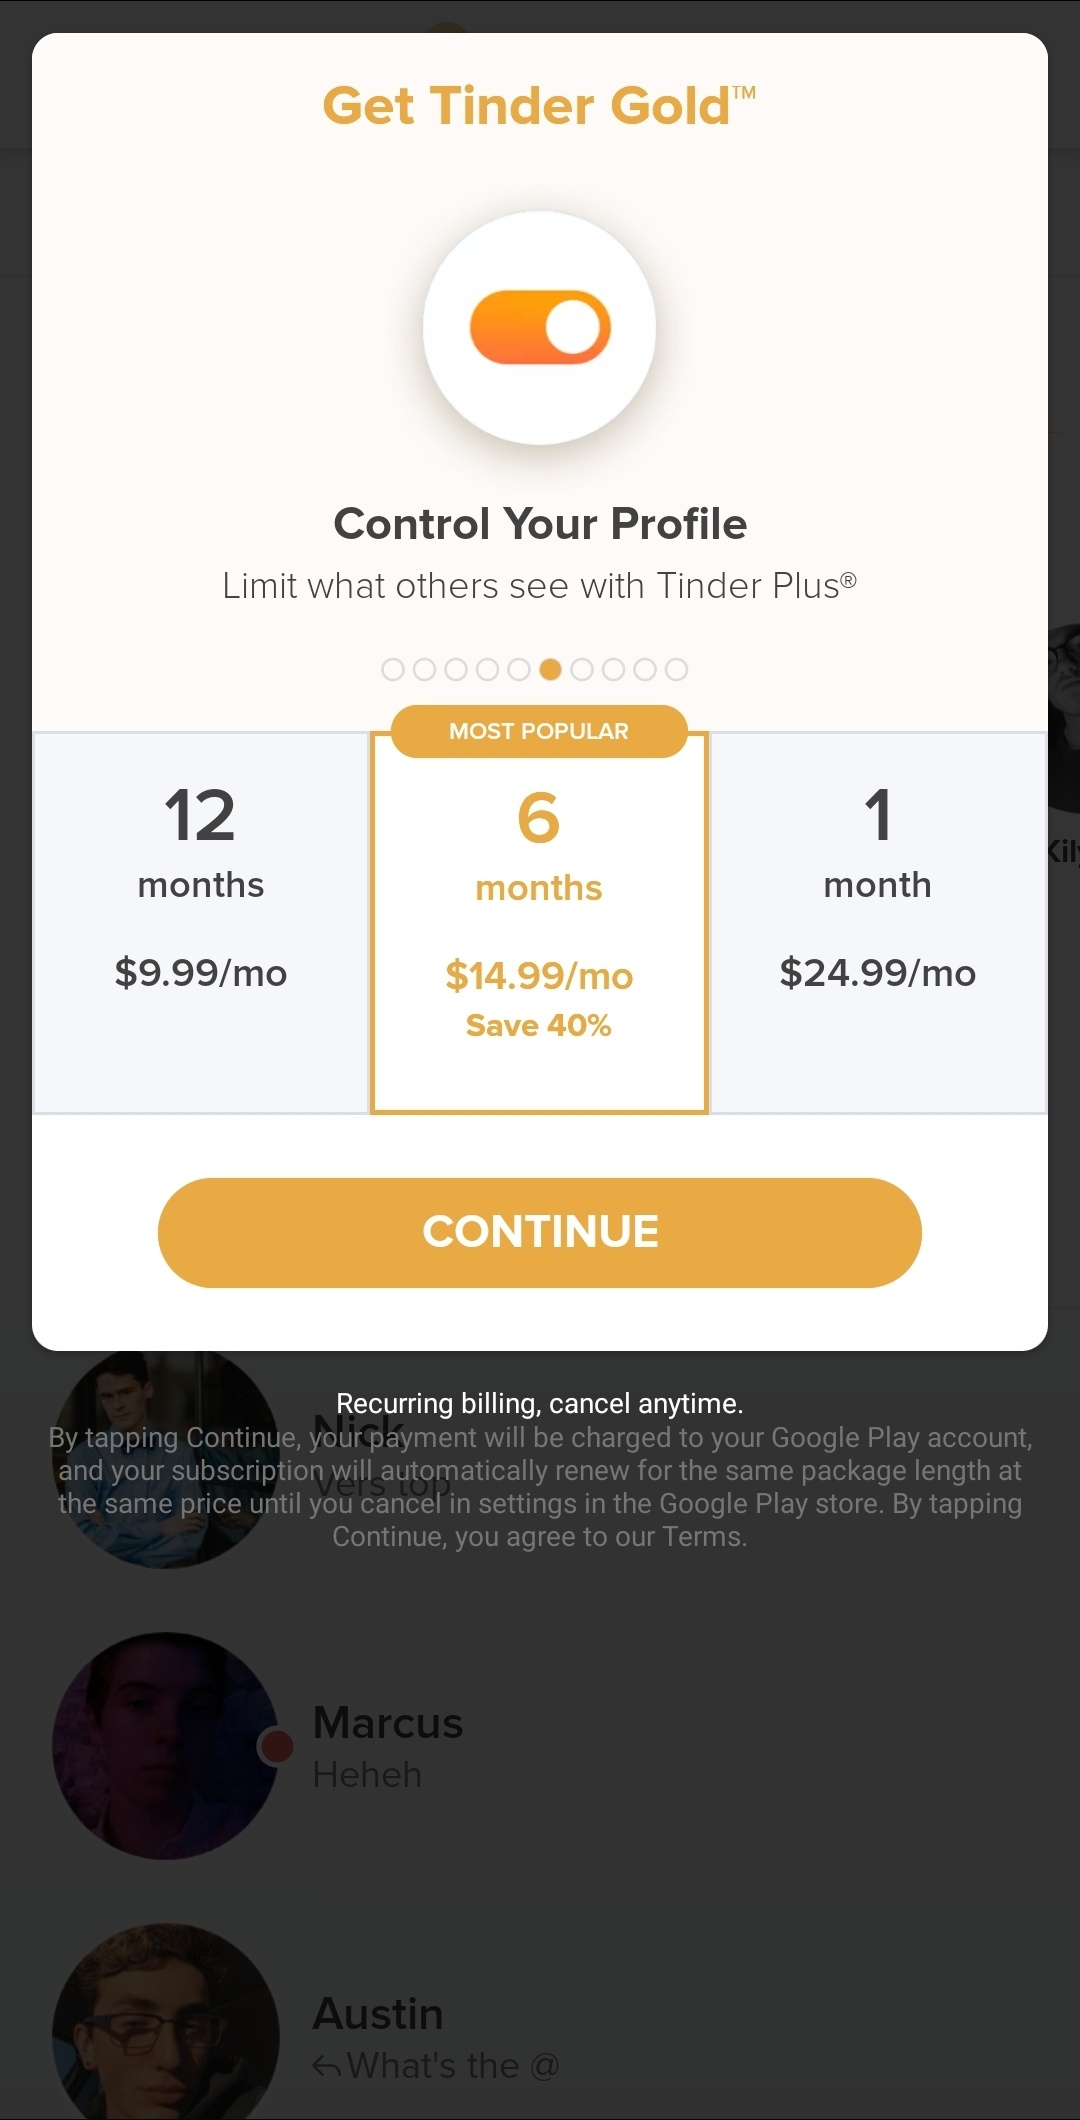 Get Tinder Gold™
Control Your Profile
Limit what others see with Tinder Plus®
MOST POPULAR
12
months
$9.99/mo
6
months
$14.99/mo
Save 40%
1
month
$24.99/mo
Kily
CONTINUE
Recurring billing, cancel anytime.
By tapping Continue, your payment will be charged to your Google Play account,
and your subscription will automatically renew for the same package length at
the same price until you cancel in settings in the Google Play store. By tapping
Continue, you agree to our Terms.
Nick
Vers top
Marcus
Heheh
Austin
What's the @